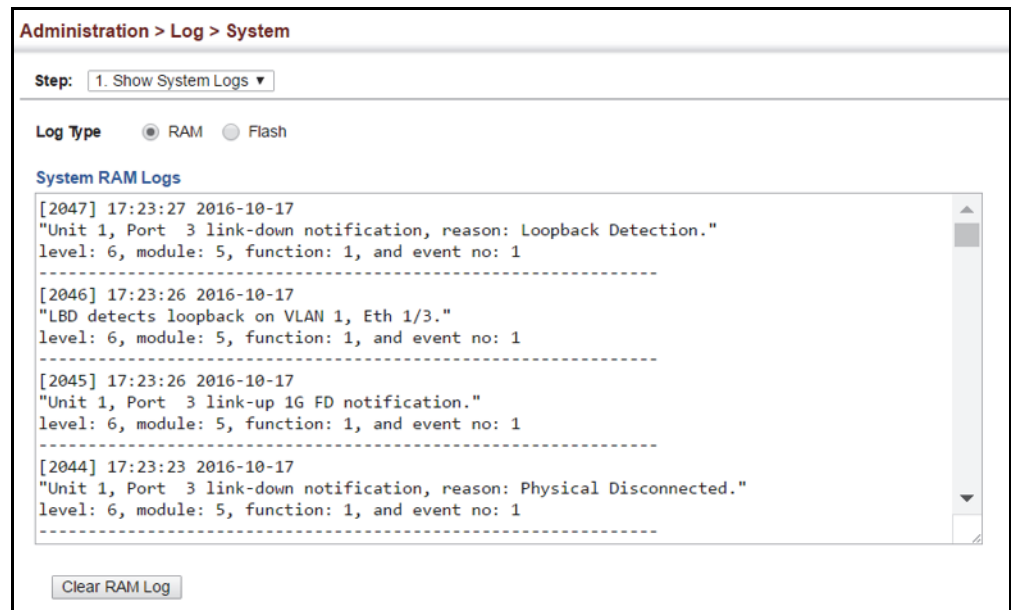 Administration > Log > System
Step: 1. Show System Logs ▼
Log Type RAM Flash
System RAM Logs
[2047] 17:23:27 2016-10-17
"Unit 1, Port  3 link-down notification, reason: Loopback Detection."
level: 6, module: 5, function: 1, and event no: 1
---------------------------------------------------------------
[2046] 17:23:26 2016-10-17
"LBD detects loopback on VLAN 1, Eth 1/3."
level: 6, module: 5, function: 1, and event no: 1
---------------------------------------------------------------
[2045] 17:23:26 2016-10-17
"Unit 1, Port  3 link-up 1G FD notification."
level: 6, module: 5, function: 1, and event no: 1
---------------------------------------------------------------
[2044] 17:23:23 2016-10-17
"Unit 1, Port  3 link-down notification, reason: Physical Disconnected."
level: 6, module: 5, function: 1, and event no: 1
---------------------------------------------------------------
Clear RAM Log